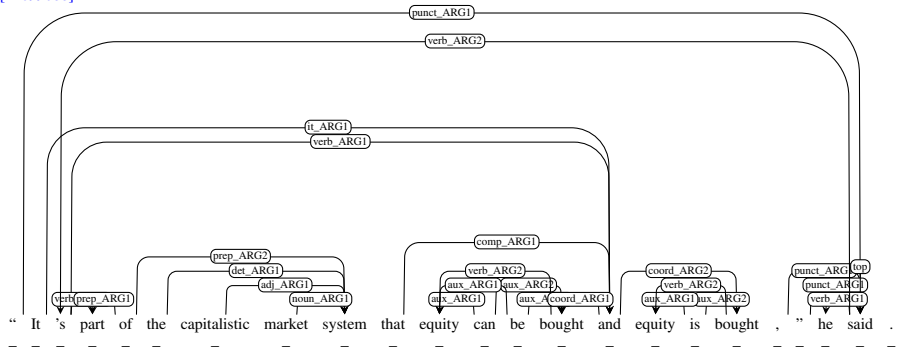 punct_ARG1
verb_ARG2
it_ARG1
verb_ARG1
comp_ARG1
prep_ARG2
det_ARG1 verb_ARG2 coord_ARG2 punct_ARG top
adj_ARG1 aux_ARG1 aux_ARG2 verb_ARG2 punct_ARG1
verb prep_ARG1 noun_ARG1 aux_ARG1 aux_A coord_ARG1 aux_ARG1 aux_ARG2 verb_ARG1
“ It ’s part of the capitalistic market system that equity can be bought and equity is bought , ” he said .